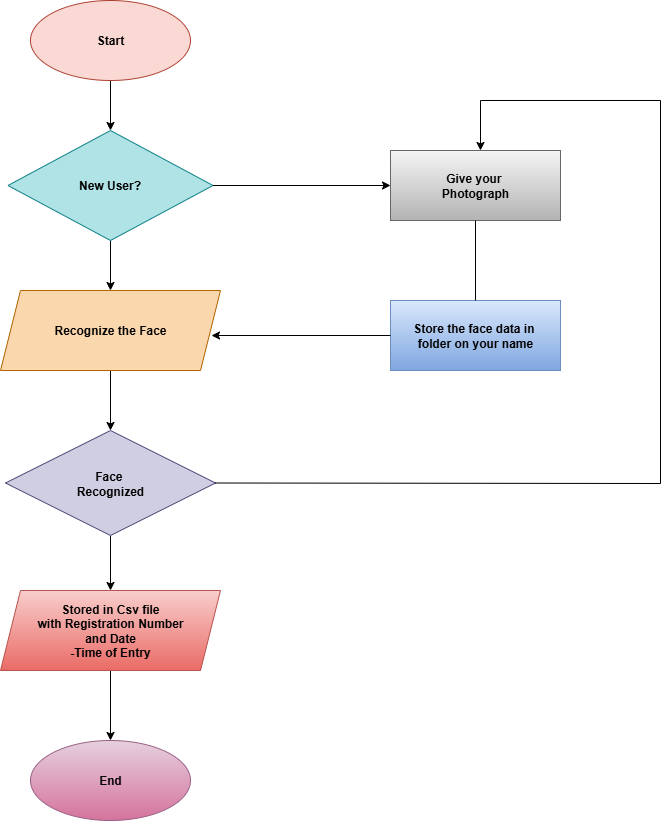 Start
New User?
Give your
Photograph
Recognize the Face
Store the face data in
folder on your name
Face
Recognized
Stored in Csv file
with Registration Number
and Date
-Time of Entry
End